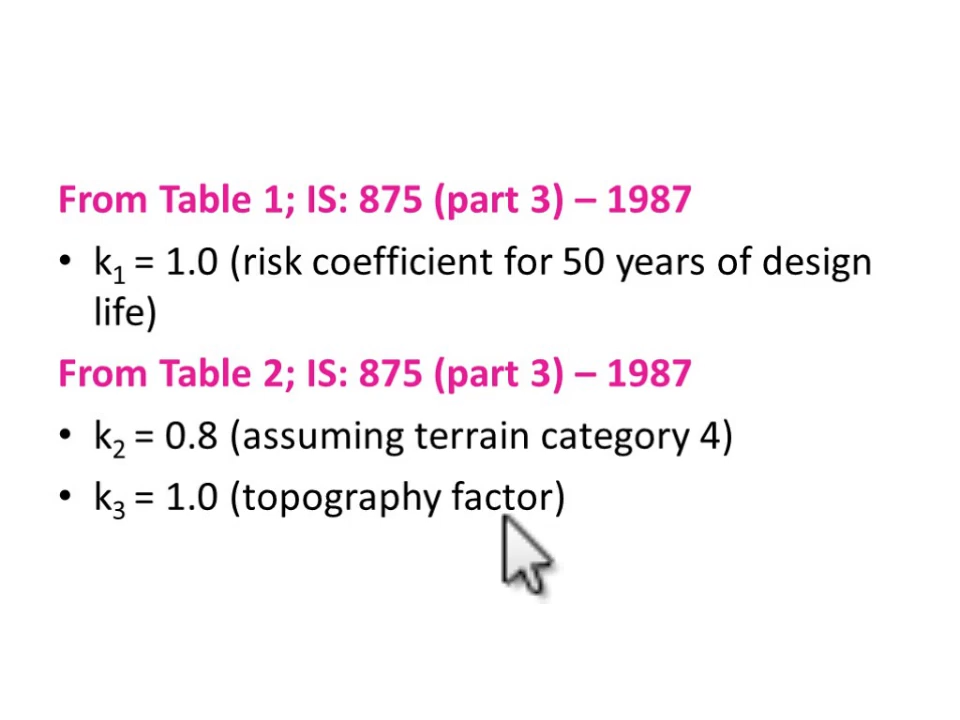 From Table 1; IS: 875 (part 3) – 1987
• k₁ = 1.0 (risk coefficient for 50 years of design
life)
From Table 2; IS: 875 (part 3) – 1987
• k₂ = 0.8 (assuming terrain category 4)
• k₃ = 1.0 (topography factor)